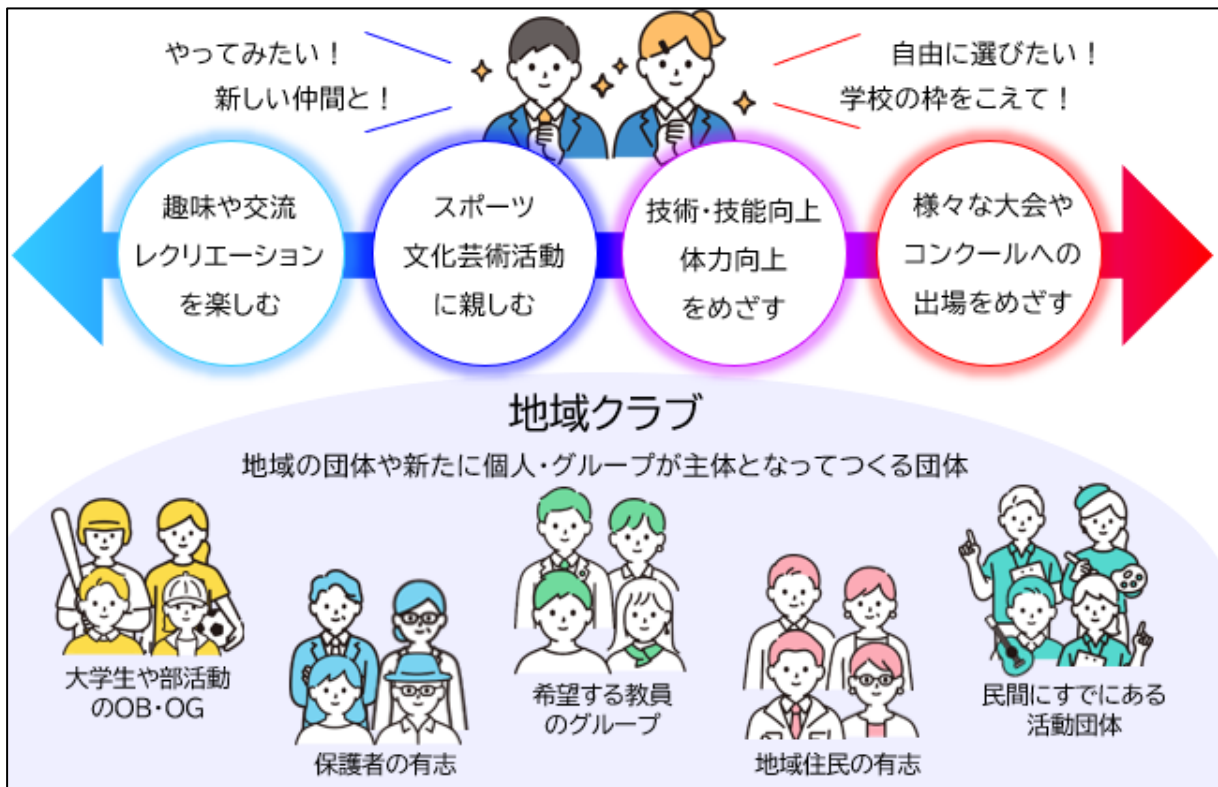 やってみたい！
新しい仲間と！
自由に選びたい！
学校の枠をこえて！
趣味や交流
レクリエーション
を楽しむ
スポーツ
文化芸術活動
に親しむ
技術・技能向上
体力向上
をめざす
様々な大会や
コンクールへの
出場をめざす
地域クラブ
地域の団体や新たに個人・グループが主体となってつくる団体
大学生や部活動
のOB・OG
保護者の有志
希望する教員
のグループ
地域住民の有志
民間にすでにある
活動団体